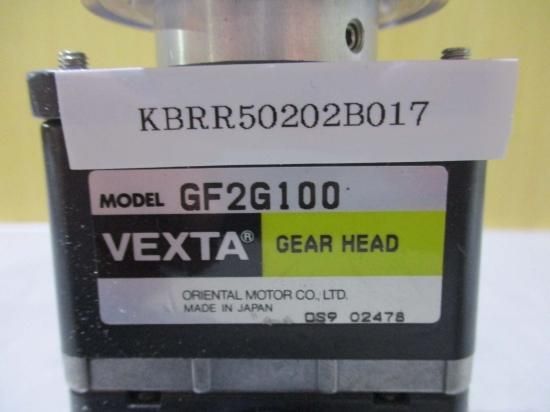 KBRR50202B017
MODEL GF2G100
VEXTA® GEAR HEAD
ORIENTAL MOTOR CO., LTD.
MADE IN JAPAN
DS9 02478